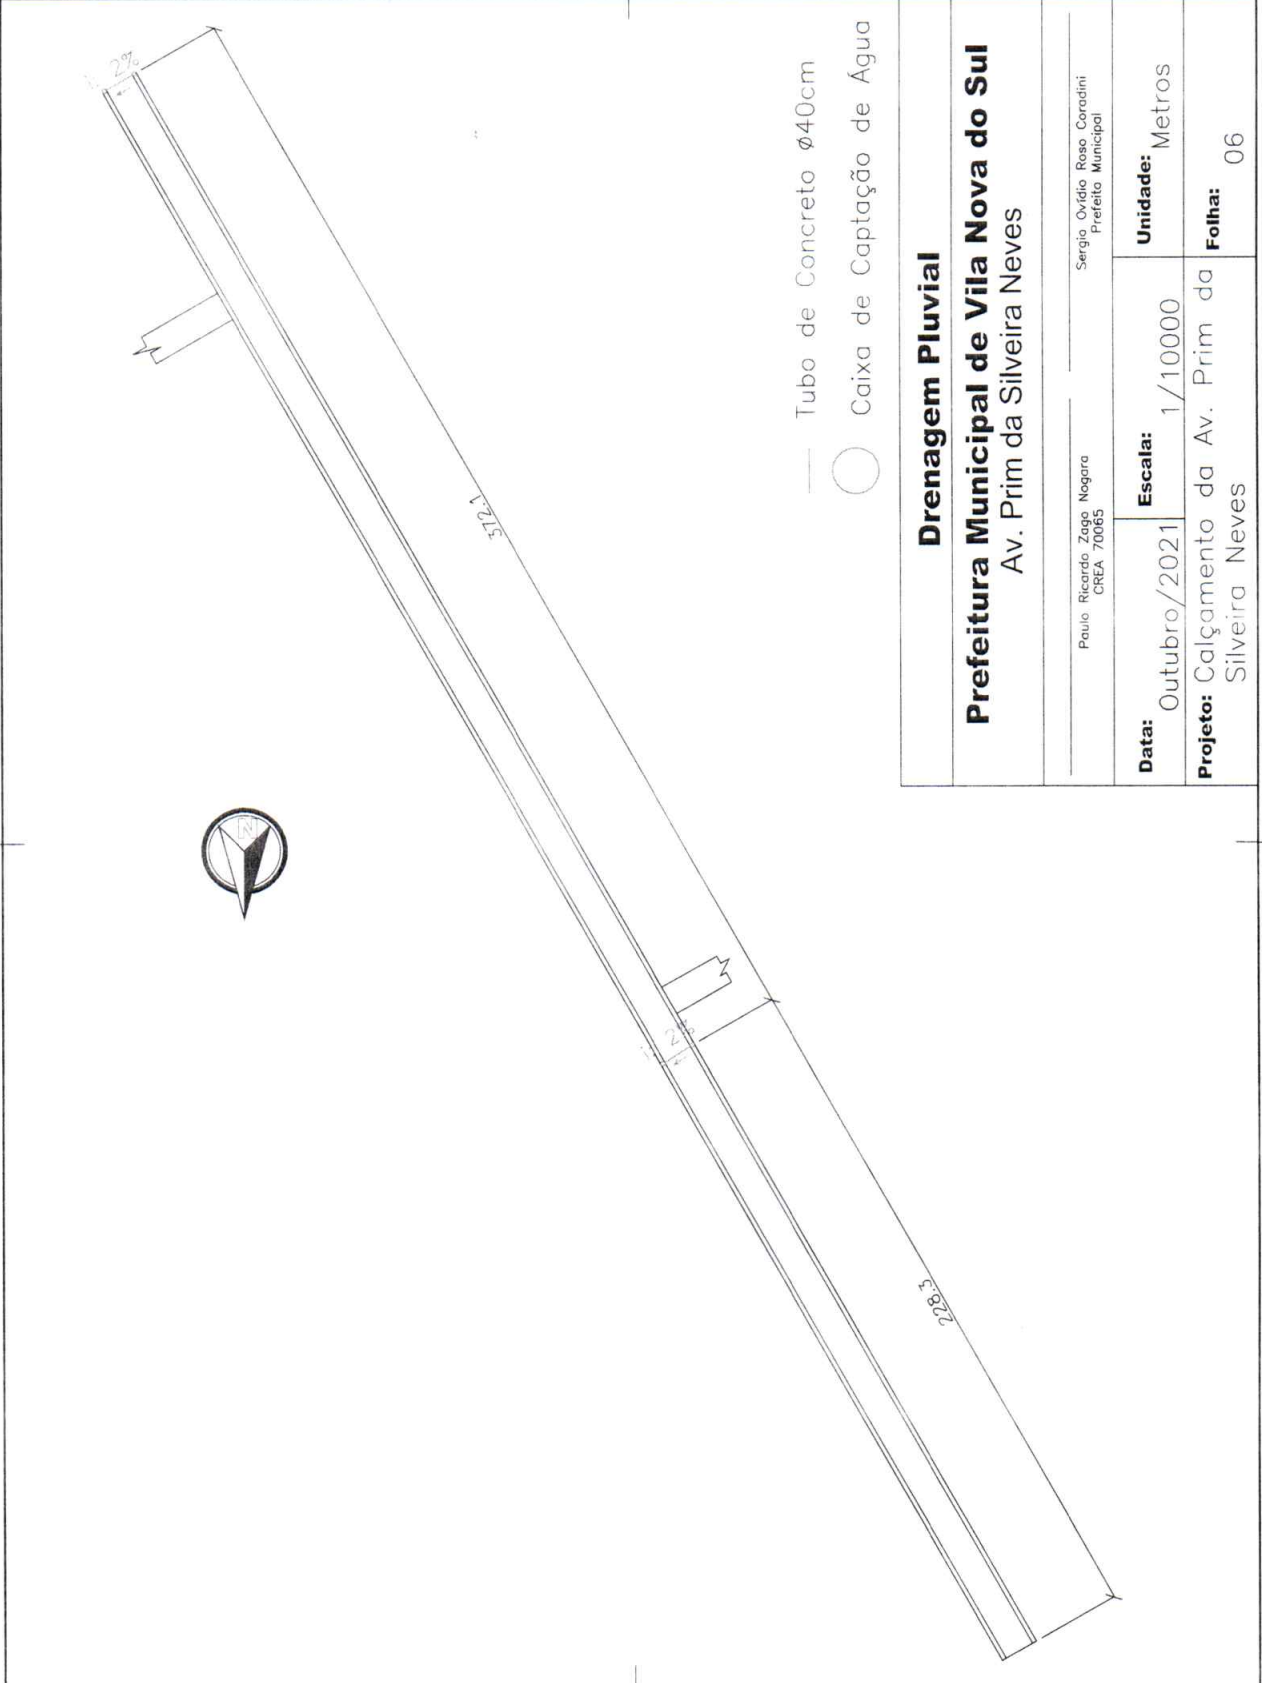 i: 2%
372.1
N
i: 2%
228.3
Tubo de Concreto ø40cm
Caixa de Captação de Água
Drenagem Pluvial
Prefeitura Municipal de Vila Nova do Sul
Av. Prim da Silveira Neves
Paulo Ricardo Zago Nogara
CREA 70065
Sergio Ovídio Roso Coradini
Prefeito Municipal
Data: Outubro/2021
Escala: 1/10000
Unidade: Metros
Projeto: Calçamento da Av. Prim da
Silveira Neves
Folha: 06